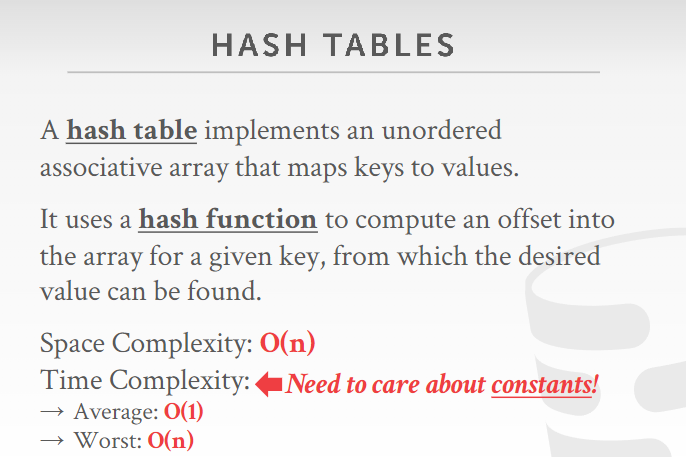 HASH TABLES
A hash table implements an unordered
associative array that maps keys to values.
It uses a hash function to compute an offset into
the array for a given key, from which the desired
value can be found.
Space Complexity: O(n)
Time Complexity: Need to care about constants!
→ Average: O(1)
→ Worst: O(n)